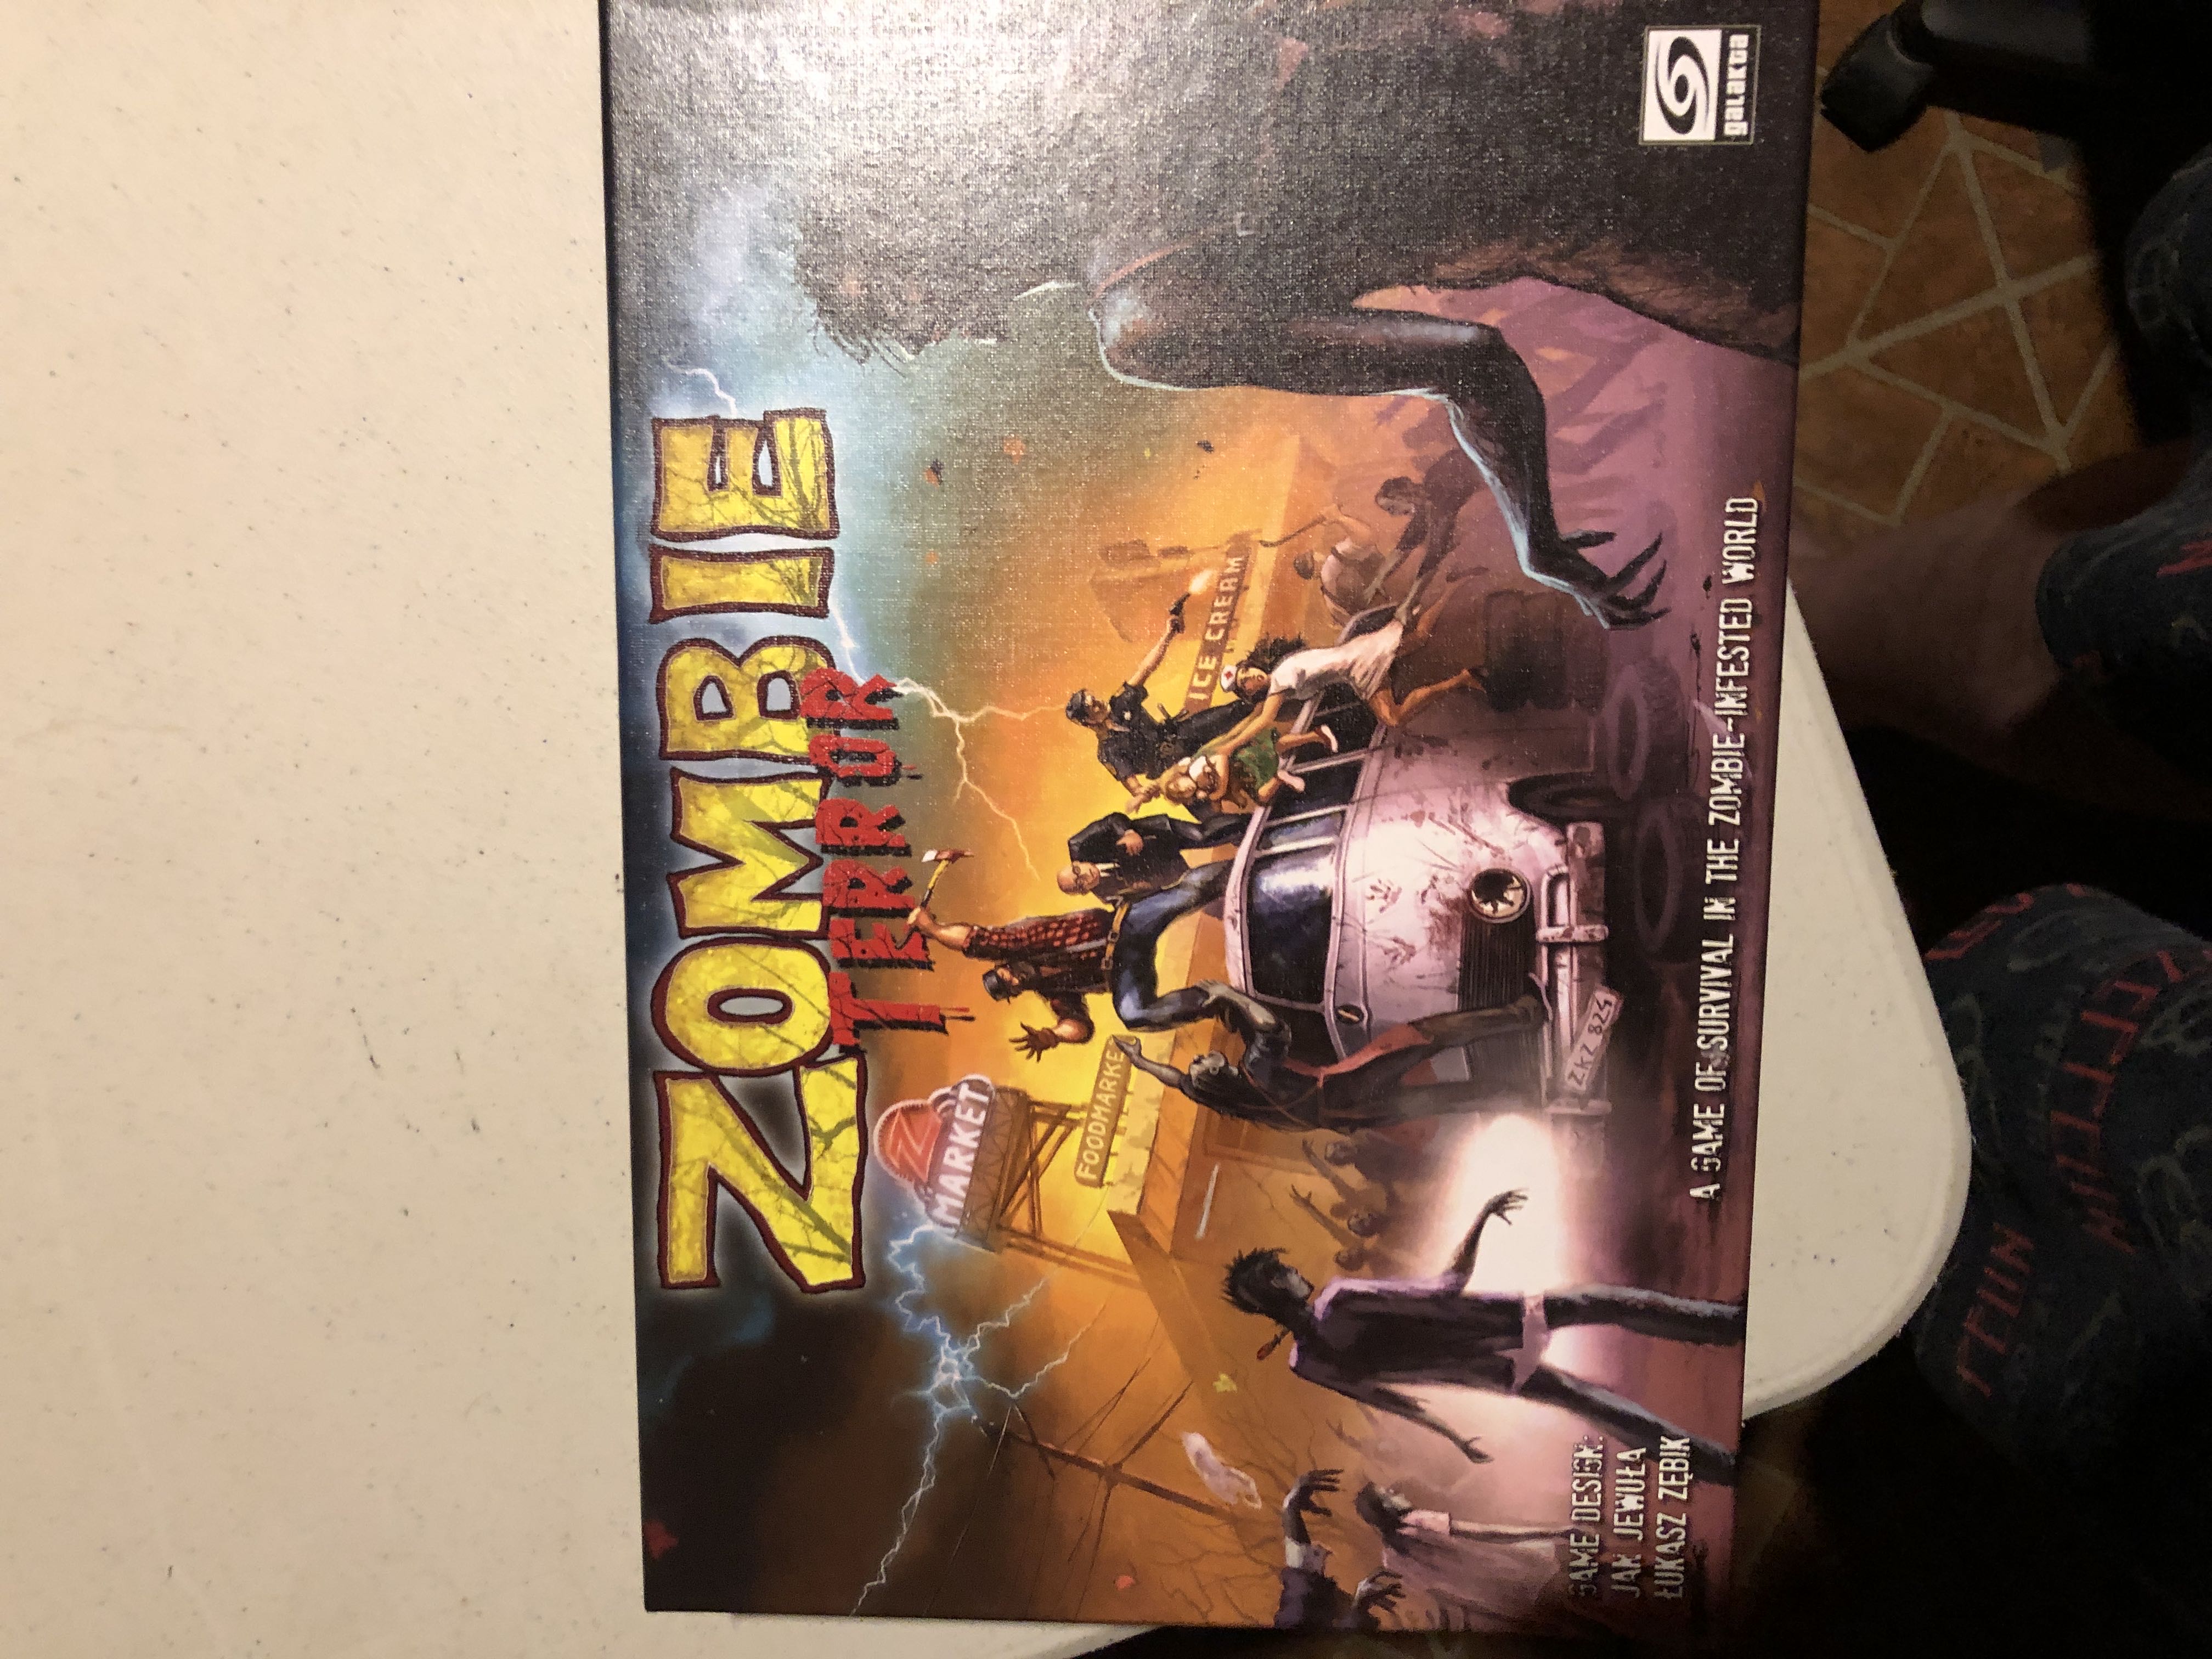 ZOMBIE
TERROR
Z
MARKET
FOODMARKE
ICE CREAM
ZKZ 824
A GAME OF SURVIVAL IN THE ZOMBIE-INFESTED WORLD
GAME DESIGN:
JAN JEWUŁA
ŁUKASZ ZĘBIK
galakta